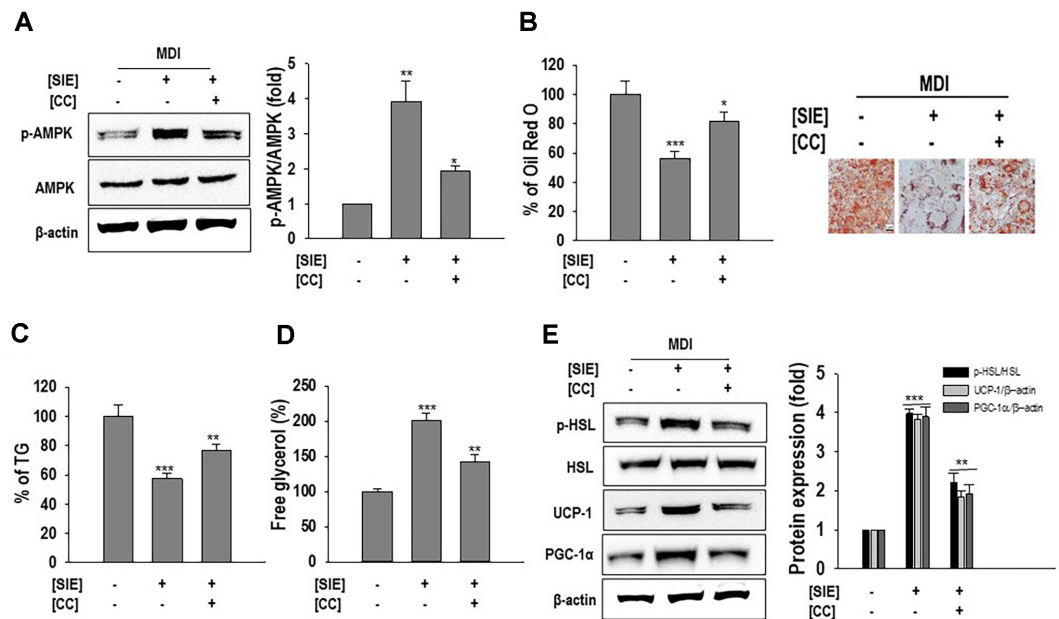 A
MDI
[SIE] - + +
[CC] - - +
p-AMPK
AMPK
β-actin
p-AMPK/AMPK (fold)
5
4
3
2
1
0
**
*
[SIE] - + +
[CC] - - +
B
% of Oil Red O
120
100
80
60
40
20
0
***
*
[SIE] - + +
[CC] - - +
MDI
[SIE] - + +
[CC] - - +
C
% of TG
120
100
80
60
40
20
0
***
**
[SIE] - + +
[CC] - - +
D
Free glycerol (%)
250
200
150
100
50
0
***
**
[SIE] - + +
[CC] - - +
E
MDI
[SIE] - + +
[CC] - - +
p-HSL
HSL
UCP-1
PGC-1α
β-actin
Protein expression (fold)
5
4
3
2
1
0
p-HSL/HSL
UCP-1/β-actin
PGC-1α/β-actin
***
**
[SIE] - + +
[CC] - - +